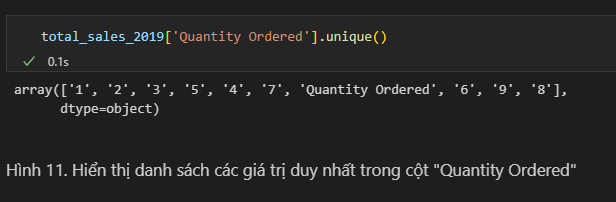 total_sales_2019['Quantity Ordered'].unique()
0.1s
array(['1', '2', '3', '5', '4', '7', 'Quantity Ordered', '6', '9', '8'],
dtype=object)
Hình 11. Hiển thị danh sách các giá trị duy nhất trong cột "Quantity Ordered"